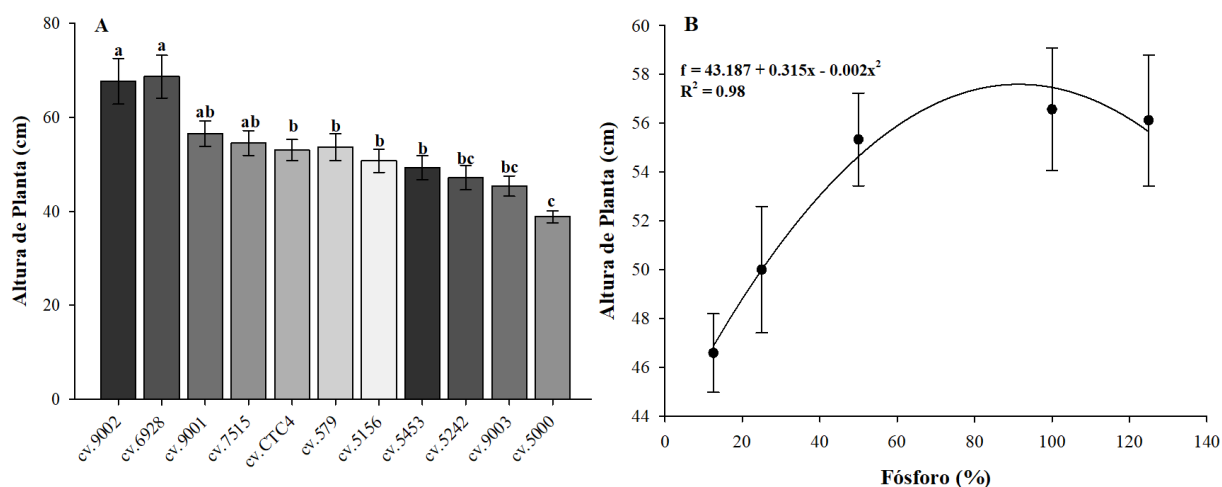 A
Altura de Planta (cm)
80
60
40
20
0
a
a
ab
ab
b
b
b
b
bc
bc
c
cv.9002
cv.6928
cv.9001
cv.7515
cv.CTC4
cv.579
cv.5156
cv.5453
cv.5242
cv.9003
cv.5000
B
f = 43.187 + 0.315x - 0.002x²
R² = 0.98
Altura de Planta (cm)
60
58
56
54
52
50
48
46
44
0
20
40
60
80
100
120
140
Fósforo (%)